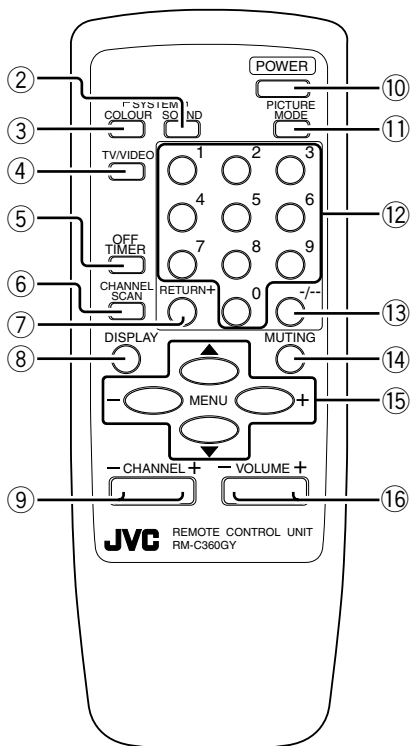 POWER
⑩
②
┌ SYSTEM ┐
COLOUR SOUND
③
PICTURE
MODE
⑪
TV/VIDEO
④
1 2 3
4 5 6
7 8 9
0
⑫
OFF
TIMER
⑤
CHANNEL
SCAN
⑥
RETURN+
⑦
-/--
⑬
DISPLAY
⑧
MUTING
⑭
▲
− MENU +
▼
⑮
− CHANNEL +
⑨
− VOLUME +
⑯
JVC
REMOTE CONTROL UNIT
RM-C360GY